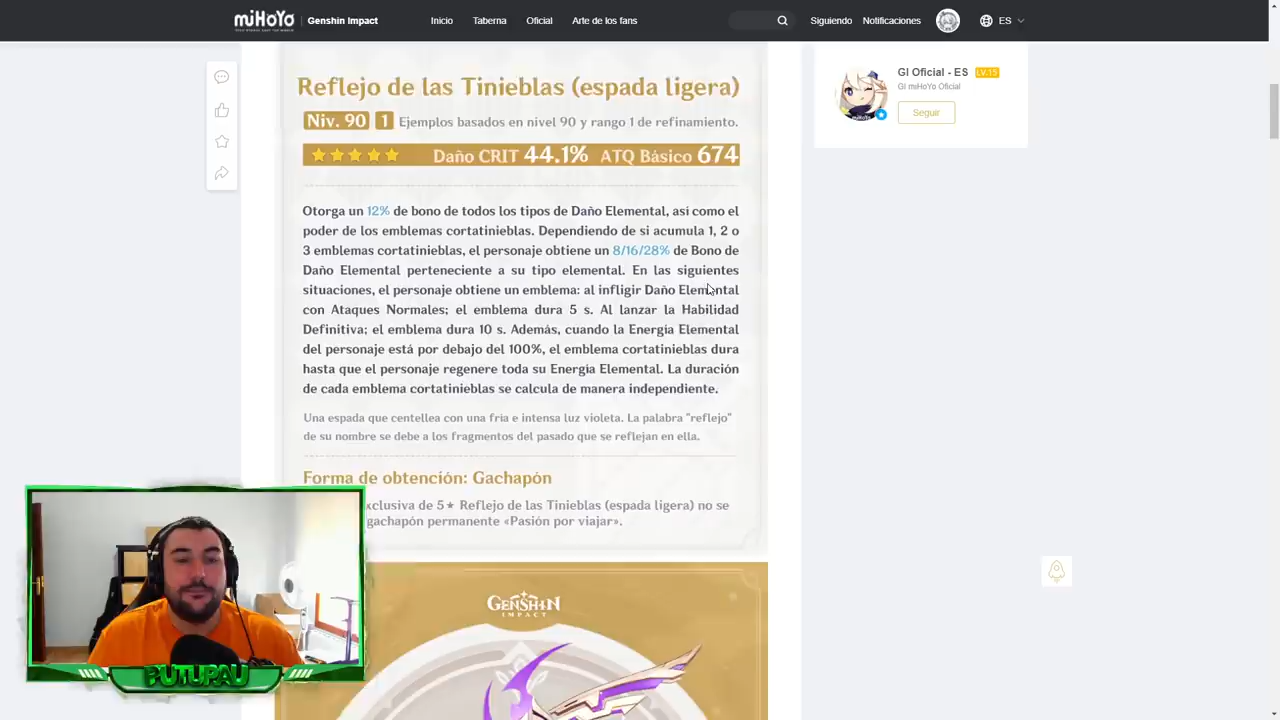 miHoYo
TECH OTAKUS SAVE THE WORLD
Genshin Impact
Inicio
Taberna
Oficial
Arte de los fans
Siguiendo
Notificaciones
ES
Reflejo de las Tinieblas (espada ligera)
Niv. 90 1 Ejemplos basados en nivel 90 y rango 1 de refinamiento.
Daño CRIT 44.1% ATQ Básico 674
Otorga un 12% de bono de todos los tipos de Daño Elemental, así como el
poder de los emblemas cortatinieblas. Dependiendo de si acumula 1, 2 o
3 emblemas cortatinieblas, el personaje obtiene un 8/16/28% de Bono de
Daño Elemental perteneciente a su tipo elemental. En las siguientes
situaciones, el personaje obtiene un emblema: al infligir Daño Elemental
con Ataques Normales; el emblema dura 5 s. Al lanzar la Habilidad
Definitiva; el emblema dura 10 s. Además, cuando la Energía Elemental
del personaje está por debajo del 100%, el emblema cortatinieblas dura
hasta que el personaje regenere toda su Energía Elemental. La duración
de cada emblema cortatinieblas se calcula de manera independiente.
Una espada que centellea con una fría e intensa luz violeta. La palabra "reflejo"
de su nombre se debe a los fragmentos del pasado que se reflejan en ella.
Forma de obtención: Gachapón
xclusiva de 5★ Reflejo de las Tinieblas (espada ligera) no se
gachapón permanente «Pasión por viajar».
GENSHIN
IMPACT
GI Oficial - ES LV.15
GI miHoYo Oficial
Seguir
FUTURAU